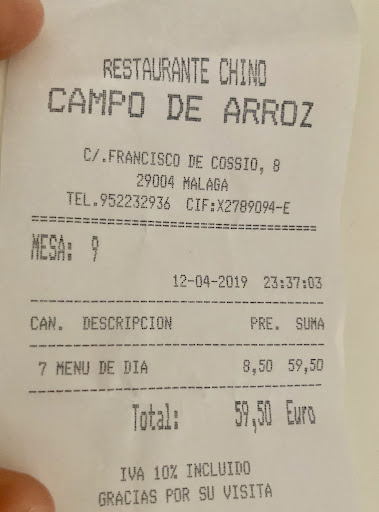 RESTAURANTE CHINO
CAMPO DE ARROZ
C/.FRANCISCO DE COSSIO, 8
29004 MALAGA
TEL.952232936 CIF:X2789094-E
==================================
MESA: 9
12-04-2019 23:37:03
----------------------------------
CAN. DESCRIPCION PRE. SUMA
----------------------------------
7 MENU DE DIA 8,50 59,50
----------------------------------
Total: 59,50 Euro
IVA 10% INCLUIDO
GRACIAS POR SU VISITA